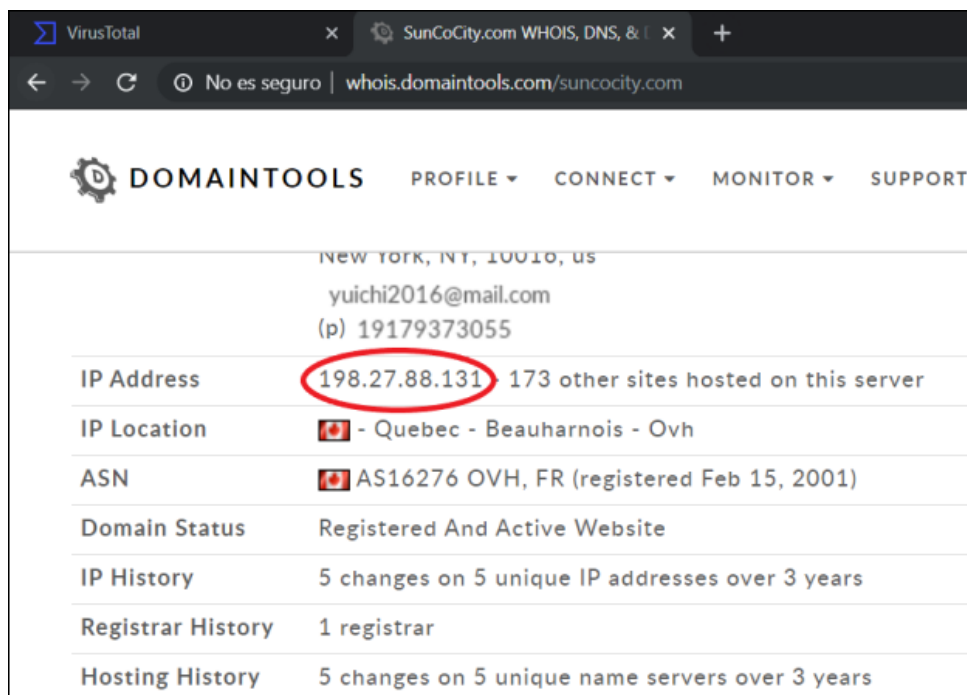 VirusTotal
SunCoCity.com WHOIS, DNS, &
No es seguro | whois.domaintools.com/suncocity.com
DOMAINTOOLS PROFILE CONNECT MONITOR SUPPORT
New York, NY, 10016, us
yuichi2016@mail.com
(p) 19179373055
IP Address 198.27.88.131 - 173 other sites hosted on this server
IP Location - Quebec - Beauharnois - Ovh
ASN AS16276 OVH, FR (registered Feb 15, 2001)
Domain Status Registered And Active Website
IP History 5 changes on 5 unique IP addresses over 3 years
Registrar History 1 registrar
Hosting History 5 changes on 5 unique name servers over 3 years